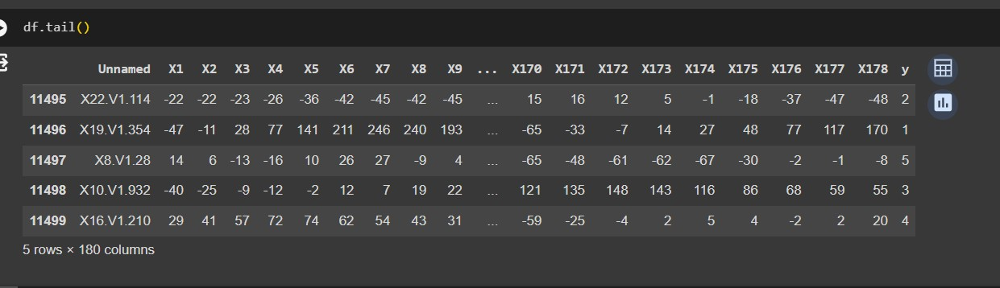 df.tail()
Unnamed X1 X2 X3 X4 X5 X6 X7 X8 X9 ... X170 X171 X172 X173 X174 X175 X176 X177 X178 y
11495 X22.V1.114 -22 -22 -23 -26 -36 -42 -45 -42 -45 ... 15 16 12 5 -1 -18 -37 -47 -48 2
11496 X19.V1.354 -47 -11 28 77 141 211 246 240 193 ... -65 -33 -7 14 27 48 77 117 170 1
11497 X8.V1.28 14 6 -13 -16 10 26 27 -9 4 ... -65 -48 -61 -62 -67 -30 -2 -1 -8 5
11498 X10.V1.932 -40 -25 -9 -12 -2 12 7 19 22 ... 121 135 148 143 116 86 68 59 55 3
11499 X16.V1.210 29 41 57 72 74 62 54 43 31 ... -59 -25 -4 2 5 4 -2 2 20 4
5 rows × 180 columns